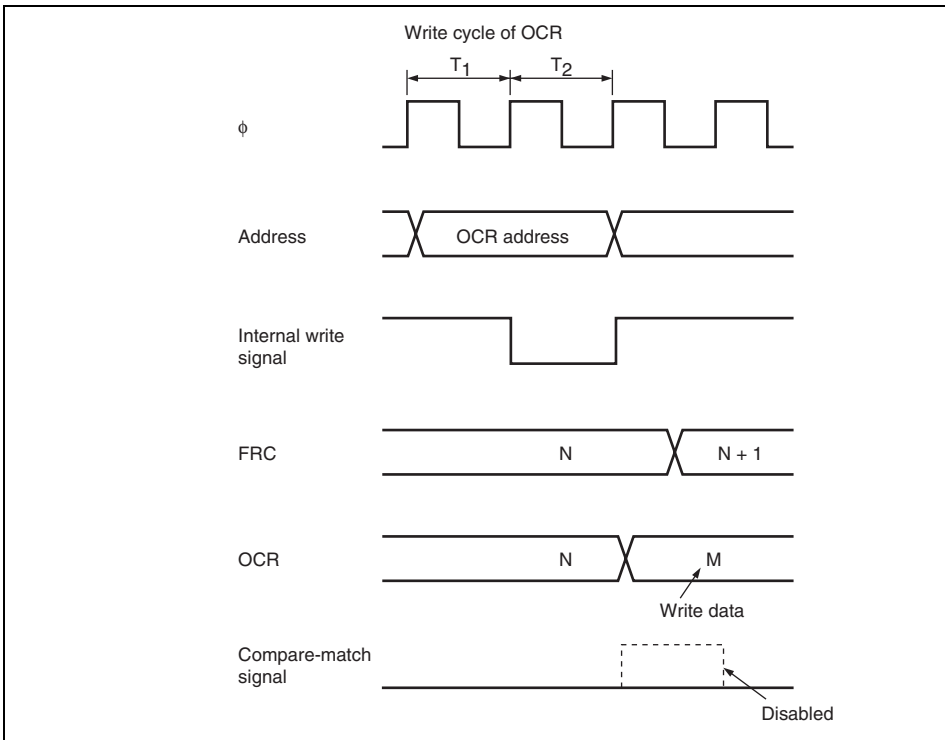 Write cycle of OCR
T1 T2
φ
Address OCR address
Internal write
signal
FRC N N + 1
OCR N M
Write data
Compare-match
signal
Disabled